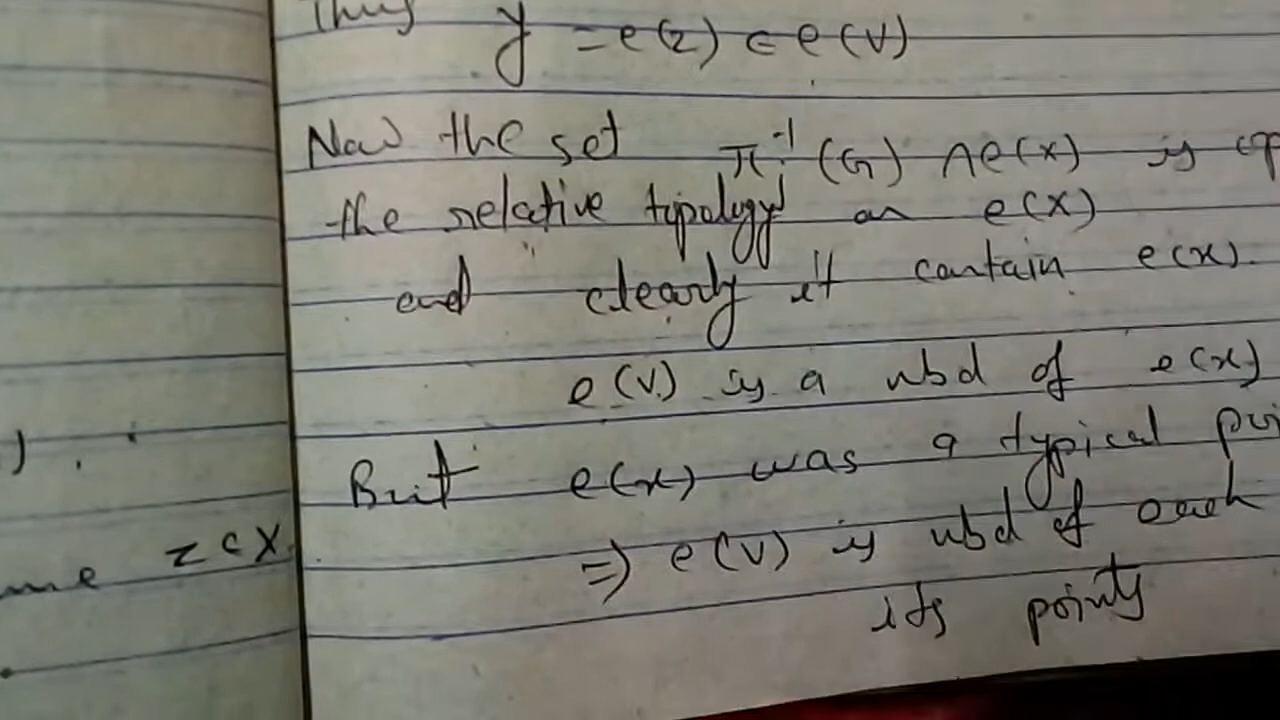 ) .
me z ⊂ X.
Thus y = e(z) ∈ e(V)
Now the set π⁻¹(G) ∩ e(X) is op
the relative typology on e(X)
and clearly it contain e(x).
e(V) is a nbd of e(x)
But e(x) was a typical poi
⇒ e(V) is nbd of each
its points